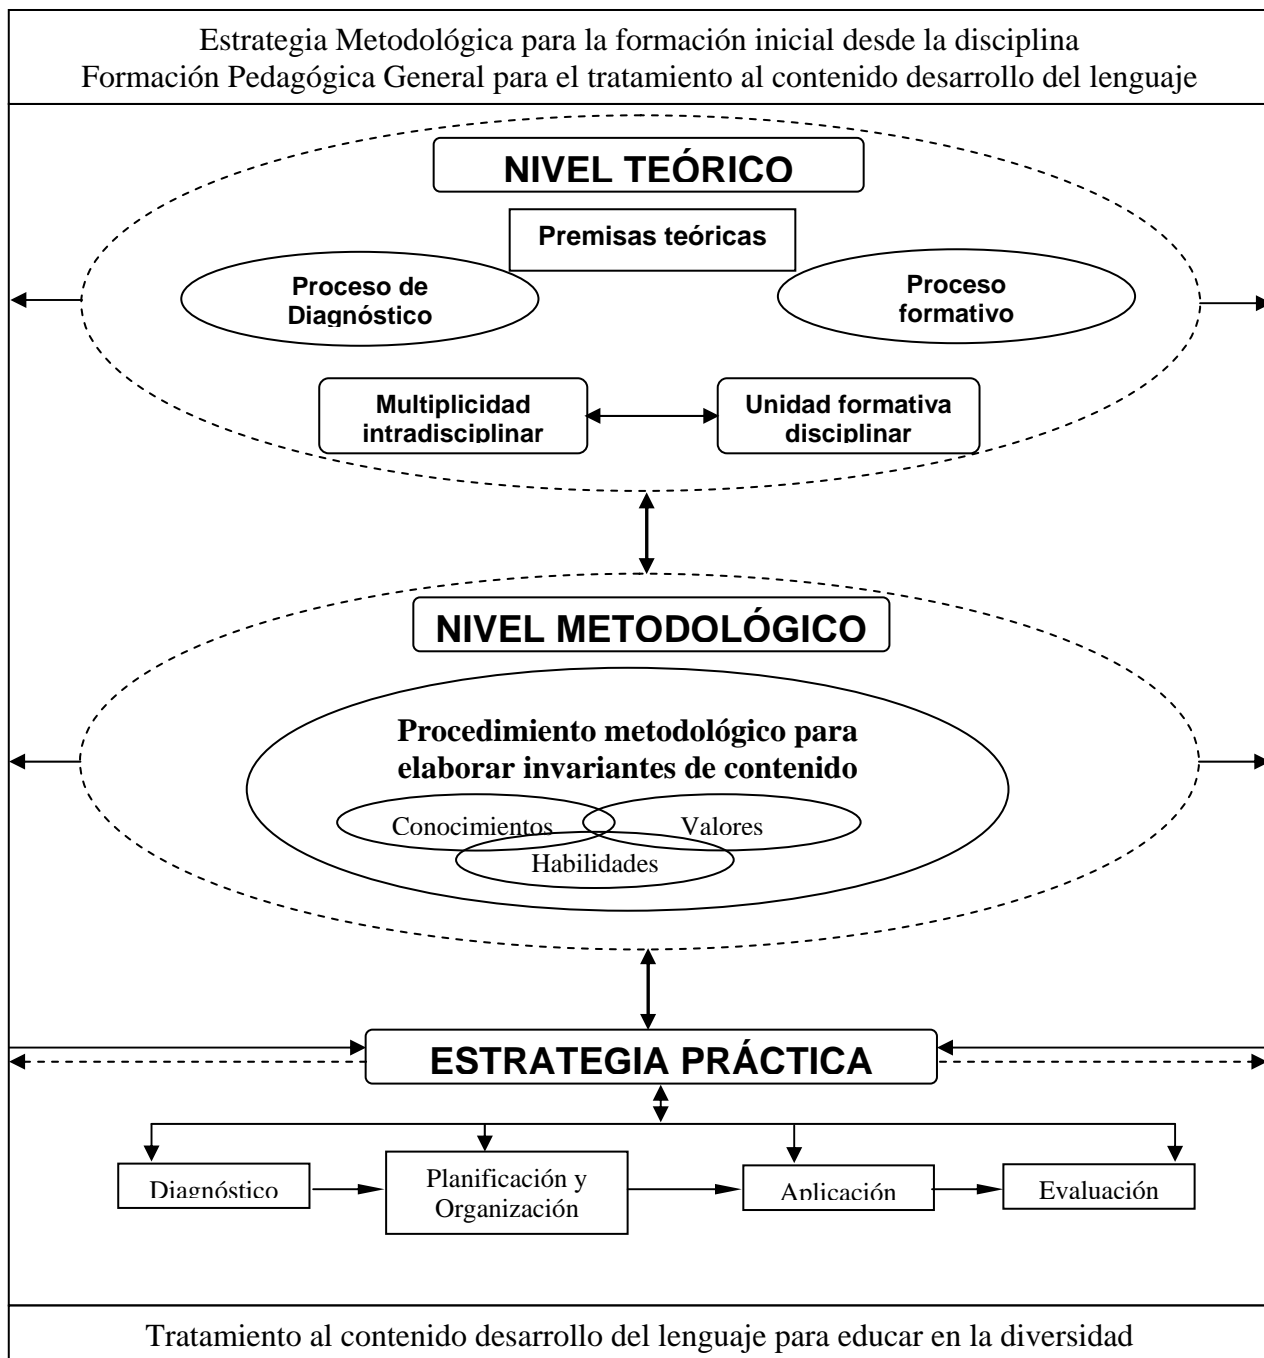 Estrategia Metodológica para la formación inicial desde la disciplina
Formación Pedagógica General para el tratamiento al contenido desarrollo del lenguaje
NIVEL TEÓRICO
Premisas teóricas
Proceso de
Diagnóstico
Proceso
formativo
Multiplicidad
intradisciplinar
Unidad formativa
disciplinar
NIVEL METODOLÓGICO
Procedimiento metodológico para
elaborar invariantes de contenido
Conocimientos
Valores
Habilidades
ESTRATEGIA PRÁCTICA
Diagnóstico
Planificación y
Organización
Aplicación
Evaluación
Tratamiento al contenido desarrollo del lenguaje para educar en la diversidad